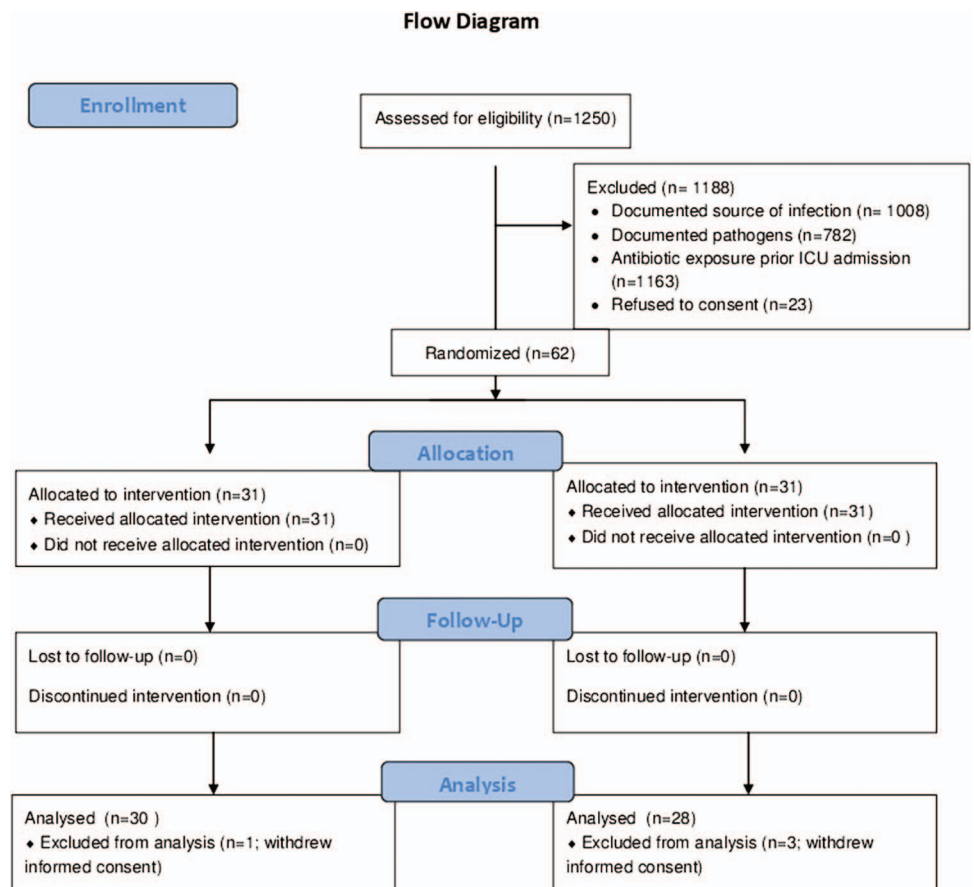 Flow Diagram
Enrollment
Assessed for eligibility (n=1250)
Excluded (n= 1188)
● Documented source of infection (n= 1008)
● Documented pathogens (n=782)
● Antibiotic exposure prior ICU admission
(n=1163)
● Refused to consent (n=23)
Randomized (n=62)
Allocation
Allocated to intervention (n=31)
♦ Received allocated intervention (n=31)
♦ Did not receive allocated intervention (n=0)
Allocated to intervention (n=31)
♦ Received allocated intervention (n=31)
♦ Did not receive allocated intervention (n=0 )
Follow-Up
Lost to follow-up (n=0)
Discontinued intervention (n=0)
Lost to follow-up (n=0)
Discontinued intervention (n=0)
Analysis
Analysed (n=30 )
♦ Excluded from analysis (n=1; withdrew
informed consent)
Analysed (n=28)
♦ Excluded from analysis (n=3; withdrew
informed consent)